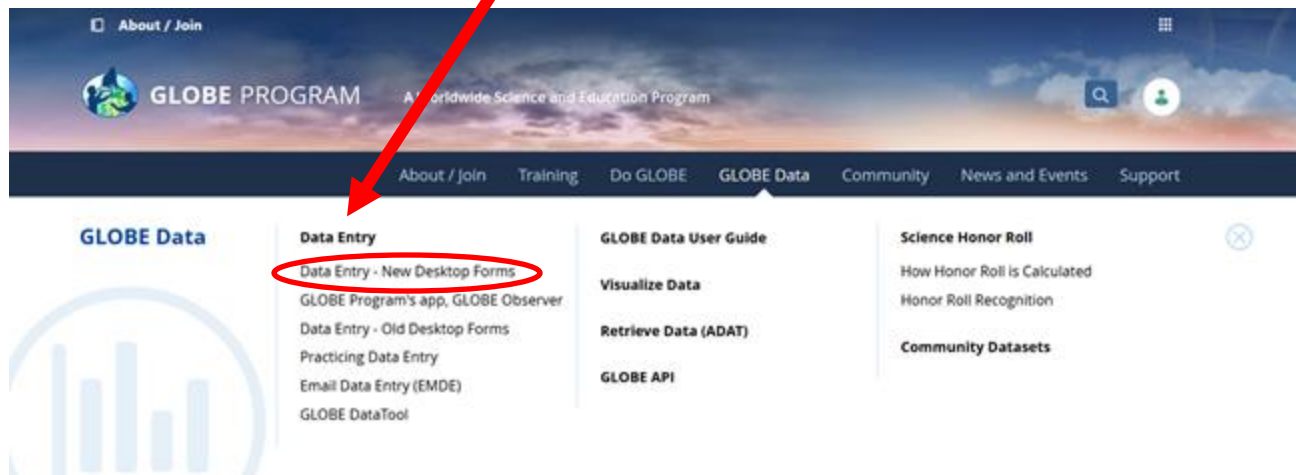 About / Join
GLOBE PROGRAM
A Worldwide Science and Education Program
About / Join Training Do GLOBE GLOBE Data Community News and Events Support
GLOBE Data
Data Entry
Data Entry - New Desktop Forms
GLOBE Program's app, GLOBE Observer
Data Entry - Old Desktop Forms
Practicing Data Entry
Email Data Entry (EMDE)
GLOBE DataTool
GLOBE Data User Guide
Visualize Data
Retrieve Data (ADAT)
GLOBE API
Science Honor Roll
How Honor Roll is Calculated
Honor Roll Recognition
Community Datasets